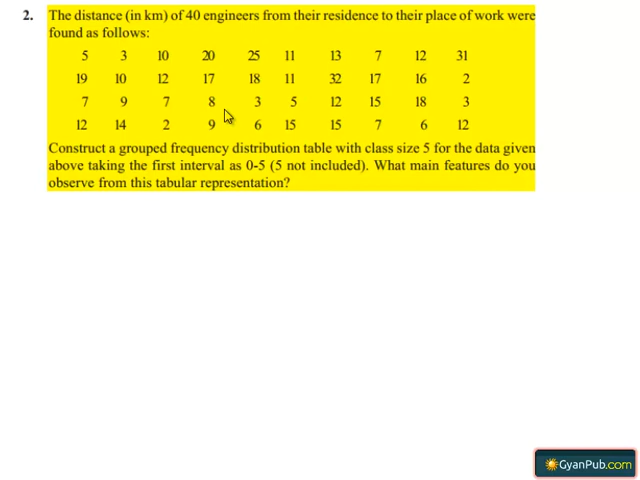 2. The distance (in km) of 40 engineers from their residence to their place of work were
found as follows:
5 3 10 20 25 11 13 7 12 31
19 10 12 17 18 11 32 17 16 2
7 9 7 8 3 5 12 15 18 3
12 14 2 9 6 15 15 7 6 12
Construct a grouped frequency distribution table with class size 5 for the data given
above taking the first interval as 0-5 (5 not included). What main features do you
observe from this tabular representation?
GyanPub.com